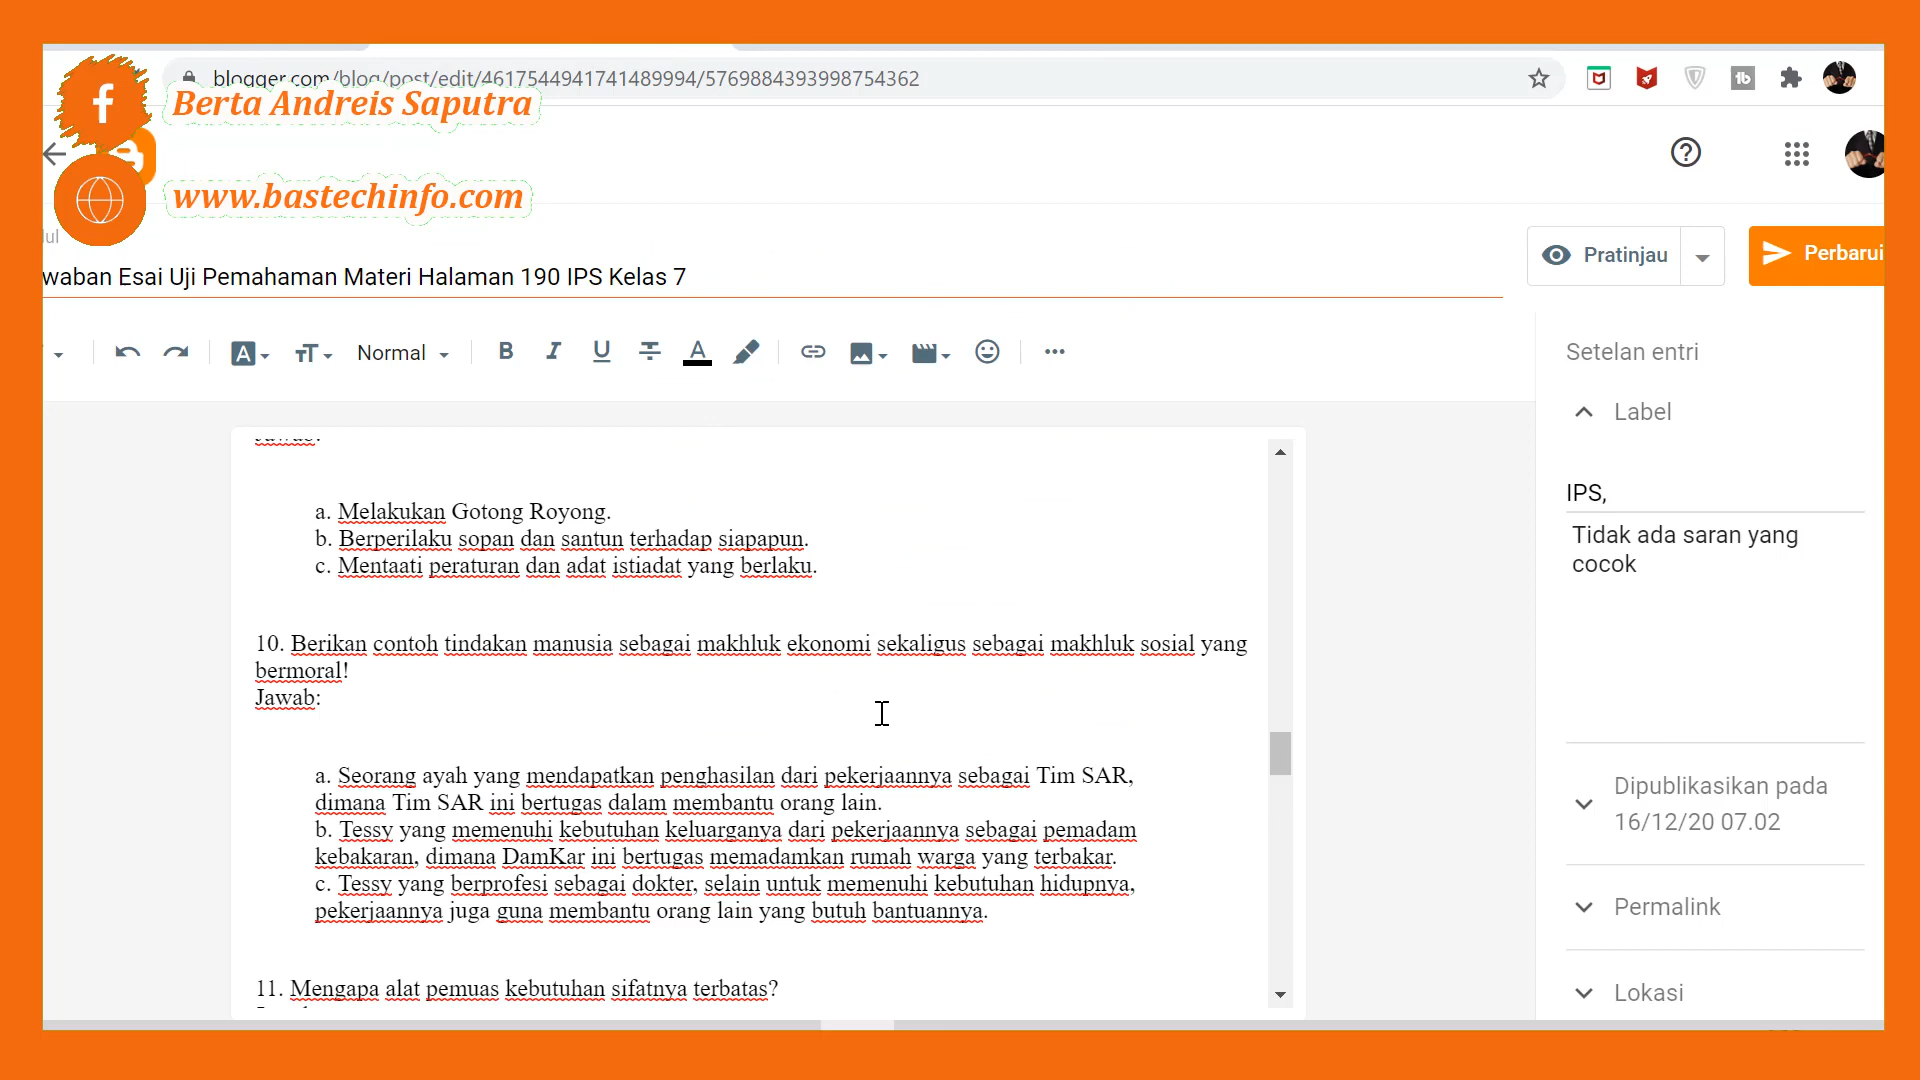 blogger.com/blog/post/edit/4617544941741489994/5769884393998754362
Berta Andreis Saputra
www.bastechinfo.com
waban Esai Uji Pemahaman Materi Halaman 190 IPS Kelas 7
Pratinjau
Perbarui
Normal
Setelan entri
Label
IPS,
Tidak ada saran yang
cocok
Dipublikasikan pada
16/12/20 07.02
Permalink
Lokasi
Jawab:
a. Melakukan Gotong Royong.
b. Berperilaku sopan dan santun terhadap siapapun.
c. Mentaati peraturan dan adat istiadat yang berlaku.
10. Berikan contoh tindakan manusia sebagai makhluk ekonomi sekaligus sebagai makhluk sosial yang
bermoral!
Jawab:
a. Seorang ayah yang mendapatkan penghasilan dari pekerjaannya sebagai Tim SAR,
dimana Tim SAR ini bertugas dalam membantu orang lain.
b. Tessy yang memenuhi kebutuhan keluarganya dari pekerjaannya sebagai pemadam
kebakaran, dimana DamKar ini bertugas memadamkan rumah warga yang terbakar.
c. Tessy yang berprofesi sebagai dokter, selain untuk memenuhi kebutuhan hidupnya,
pekerjaannya juga guna membantu orang lain yang butuh bantuannya.
11. Mengapa alat pemuas kebutuhan sifatnya terbatas?